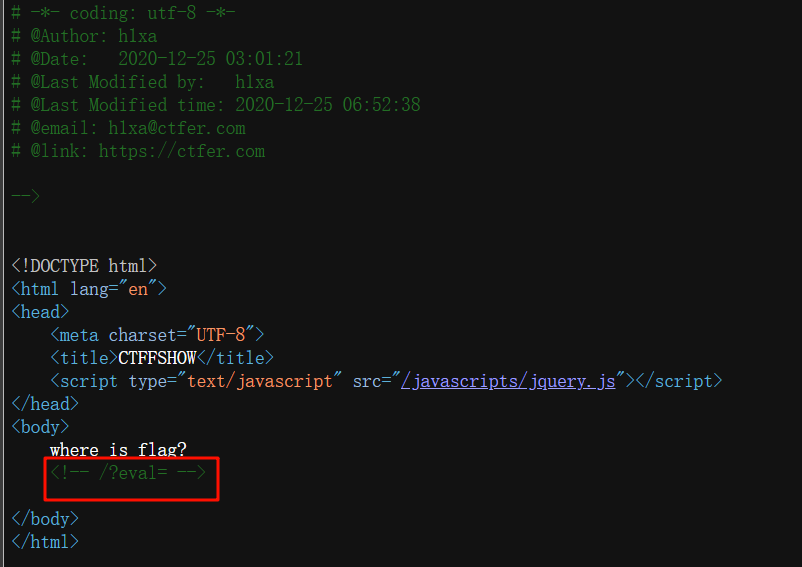 # -*- coding: utf-8 -*-
# @Author: hlxa
# @Date:   2020-12-25 03:01:21
# @Last Modified by:   hlxa
# @Last Modified time: 2020-12-25 06:52:38
# @email: hlxa@ctfer.com
# @link: https://ctfer.com
-->
<!DOCTYPE html>
<html lang="en">
<head>
    <meta charset="UTF-8">
    <title>CTFFSHOW</title>
    <script type="text/javascript" src="/javascripts/jquery.js"></script>
</head>
<body>
    where is flag?
    <!-- /?eval= -->
</body>
</html>